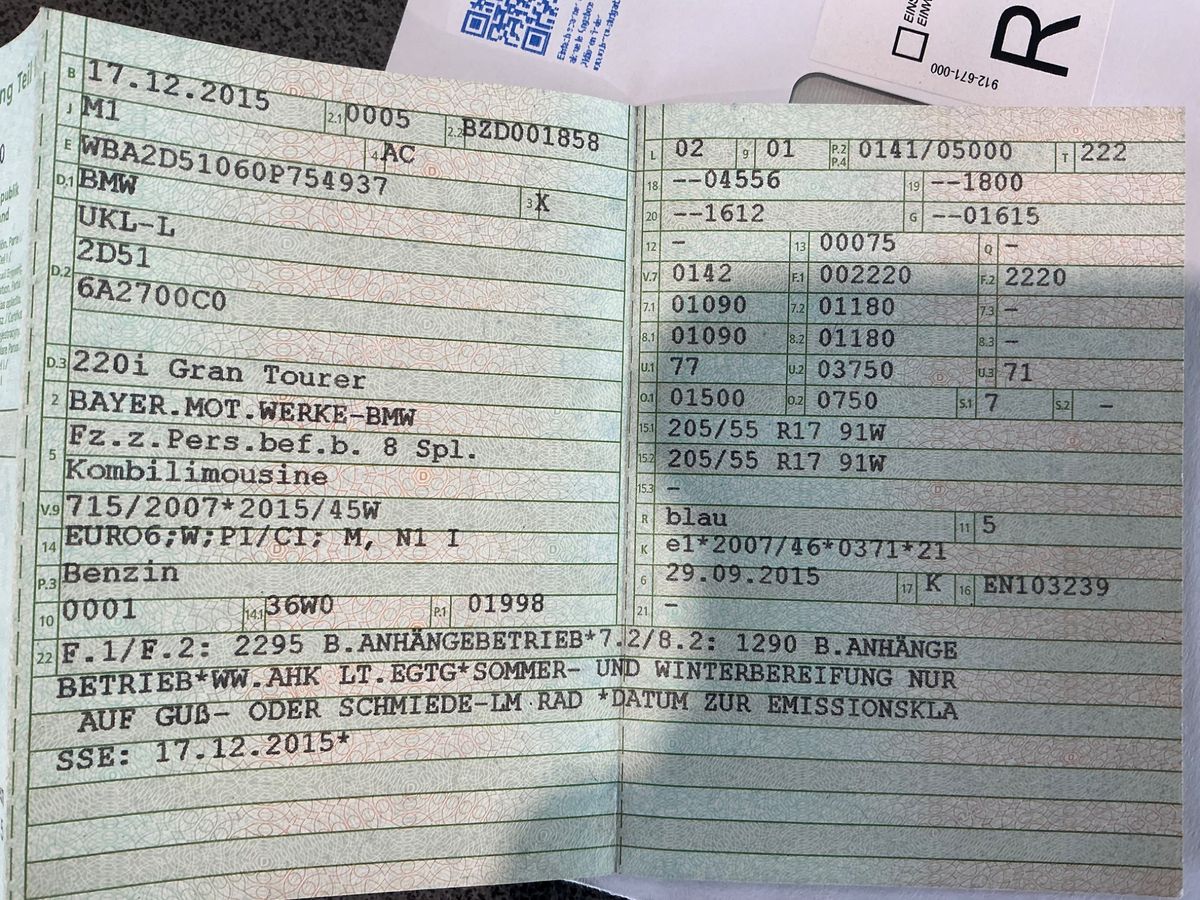 ng Teil
R
912-671-000
B 17.12.2015
J M1 2.1 0005 2.2 BZD001858
E WBA2D51060P754937 4 AC
D.1 BMW 3 X
UKL-L
D.2 2D51
6A2700C0
D.3 220i Gran Tourer
2 BAYER.MOT.WERKE-BMW
5 Fz.z.Pers.bef.b. 8 Spl.
Kombilimousine
V.9 715/2007*2015/45W
14 EURO6;W;PI/CI; M, N1 I
P.3 Benzin
10 0001 14.1 36W0 P.1 01998
L 02 9 01 P.2 P.4 0141/05000 T 222
18 --04556 19 --1800
20 --1612 G --01615
12 - 13 00075 Q -
V.7 0142 F.1 002220 F.2 2220
7.1 01090 7.2 01180 7.3 -
8.1 01090 8.2 01180 8.3 -
U.1 77 U.2 03750 U.3 71
O.1 01500 O.2 0750 S.1 7 S.2 -
15.1 205/55 R17 91W
15.2 205/55 R17 91W
15.3 -
R blau 11 5
K e1*2007/46*0371*21
6 29.09.2015 17 K 16 EN103239
21 -
22 F.1/F.2: 2295 B.ANHÄNGEBETRIEB*7.2/8.2: 1290 B.ANHÄNGE
BETRIEB*WW.AHK LT.EGTG*SOMMER- UND WINTERBEREIFUNG NUR
AUF GUß- ODER SCHMIEDE-LM RAD *DATUM ZUR EMISSIONSKLA
SSE: 17.12.2015*